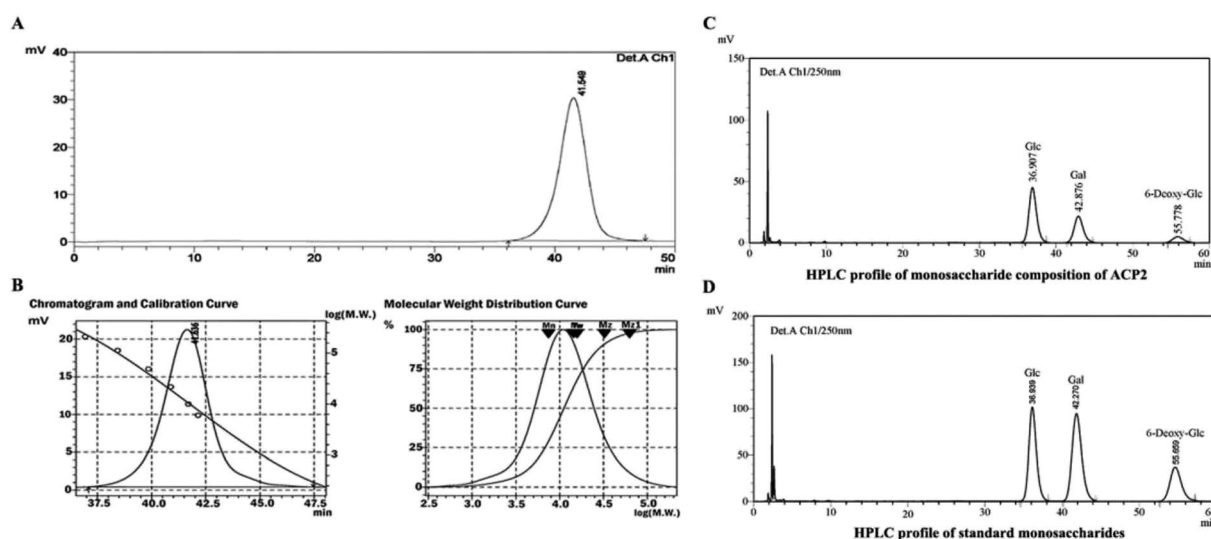 A
mV
40
30
20
10
0
Det.A Ch1
41.549
0
10
20
30
40
50
min
B
Chromatogram and Calibration Curve
mV
log(M.W.)
20
15
10
5
0
5
4
3
37.5
40.0
42.5
45.0
47.5
min
Molecular Weight Distribution Curve
%
100
75
50
25
0
Mn
Mw
Mz
Mz1
2.5
3.0
3.5
4.0
4.5
5.0
log(M.W.)
C
mV
150
100
50
0
Det.A Ch1/250nm
Glc
36.907
Gal
42.876
6-Deoxy-Glc
55.778
0
10
20
30
40
50
60
min
HPLC profile of monosaccharide composition of ACP2
D
mV
200
150
100
50
0
Det.A Ch1/250nm
Glc
36.939
Gal
42.270
6-Deoxy-Glc
55.659
0
10
20
30
40
50
HPLC profile of standard monosaccharides